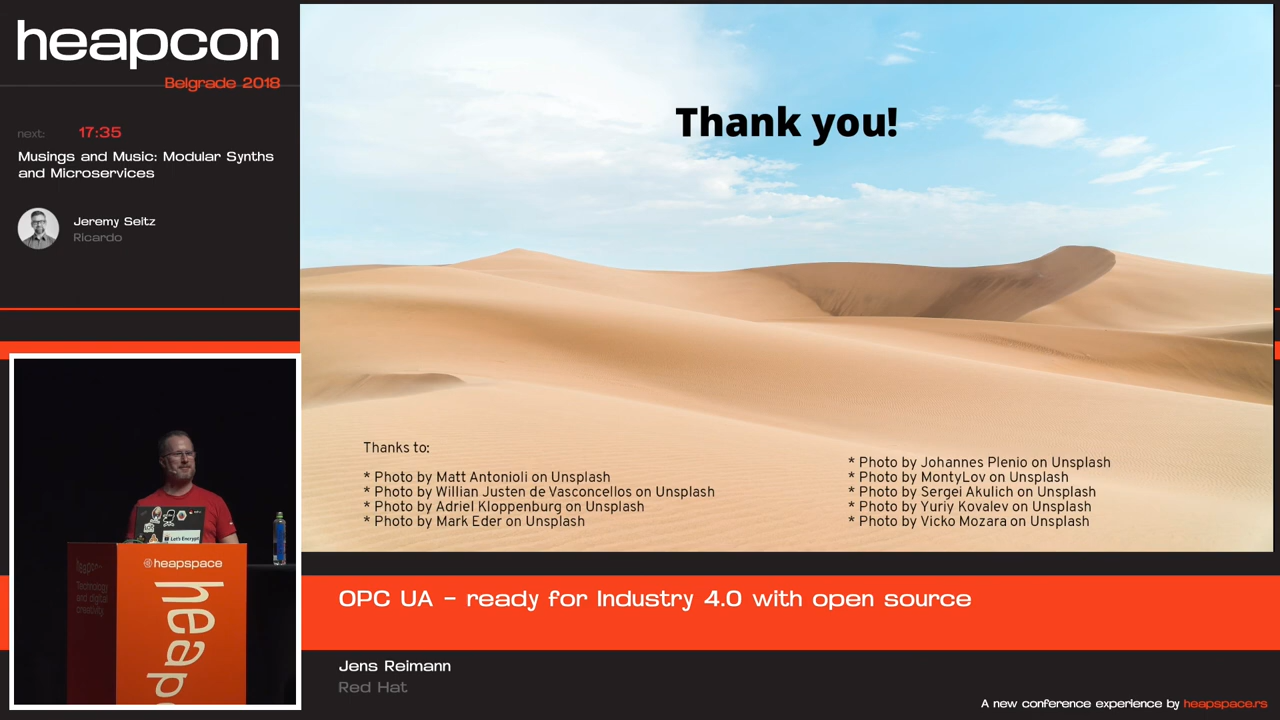 heapcon
Belgrade 2018
next: 17:35
Musings and Music: Modular Synths
and Microservices
Jeremy Seitz
Ricardo
Thank you!
Thanks to:
* Photo by Matt Antonioli on Unsplash
* Photo by Willian Justen de Vasconcellos on Unsplash
* Photo by Adriel Kloppenburg on Unsplash
* Photo by Mark Eder on Unsplash
* Photo by Johannes Plenio on Unsplash
* Photo by MontyLov on Unsplash
* Photo by Sergei Akulich on Unsplash
* Photo by Yuriy Kovalev on Unsplash
* Photo by Vicko Mozara on Unsplash
Let's Encrypt
heapspace
heap
heapcon
Technology
and digital
creativity
OPC UA - ready for Industry 4.0 with open source
Jens Reimann
Red Hat
A new conference experience by heapspace.rs